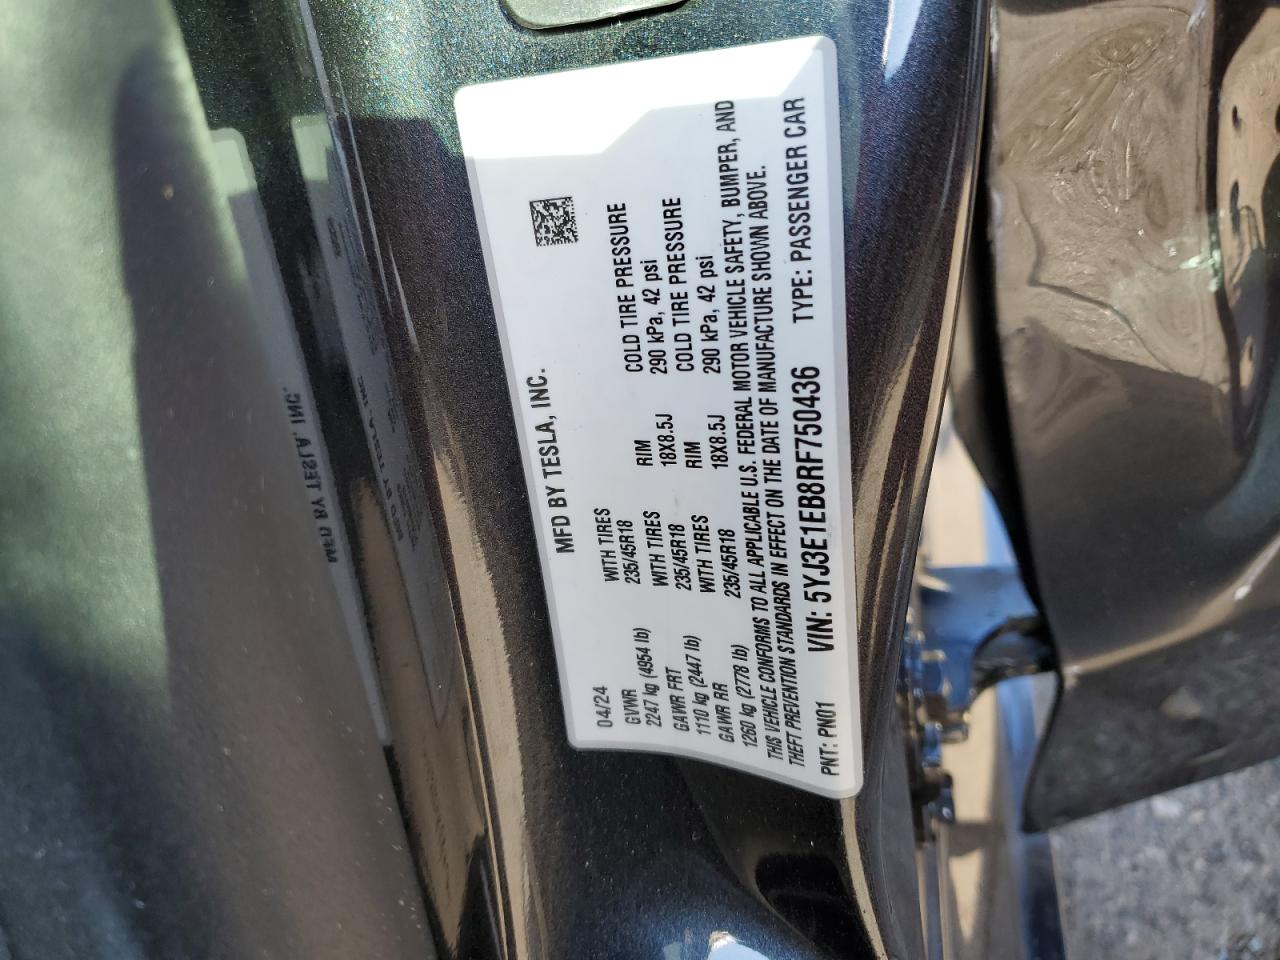 MFD BY TESLA, INC.
04/24
GVWR
2247 kg (4954 lb)
WITH TIRES
235/45R18
RIM
18X8.5J
COLD TIRE PRESSURE
290 kPa, 42 psi
GAWR FRT
1110 kg (2447 lb)
WITH TIRES
235/45R18
RIM
18X8.5J
COLD TIRE PRESSURE
290 kPa, 42 psi
GAWR RR
1260 kg (2778 lb)
WITH TIRES
235/45R18
THIS VEHICLE CONFORMS TO ALL APPLICABLE U.S. FEDERAL MOTOR VEHICLE SAFETY, BUMPER, AND
THEFT PREVENTION STANDARDS IN EFFECT ON THE DATE OF MANUFACTURE SHOWN ABOVE.
PNT: PN01 VIN: 5YJ3E1EB8RF750436 TYPE: PASSENGER CAR
MFD BY TESLA, INC.